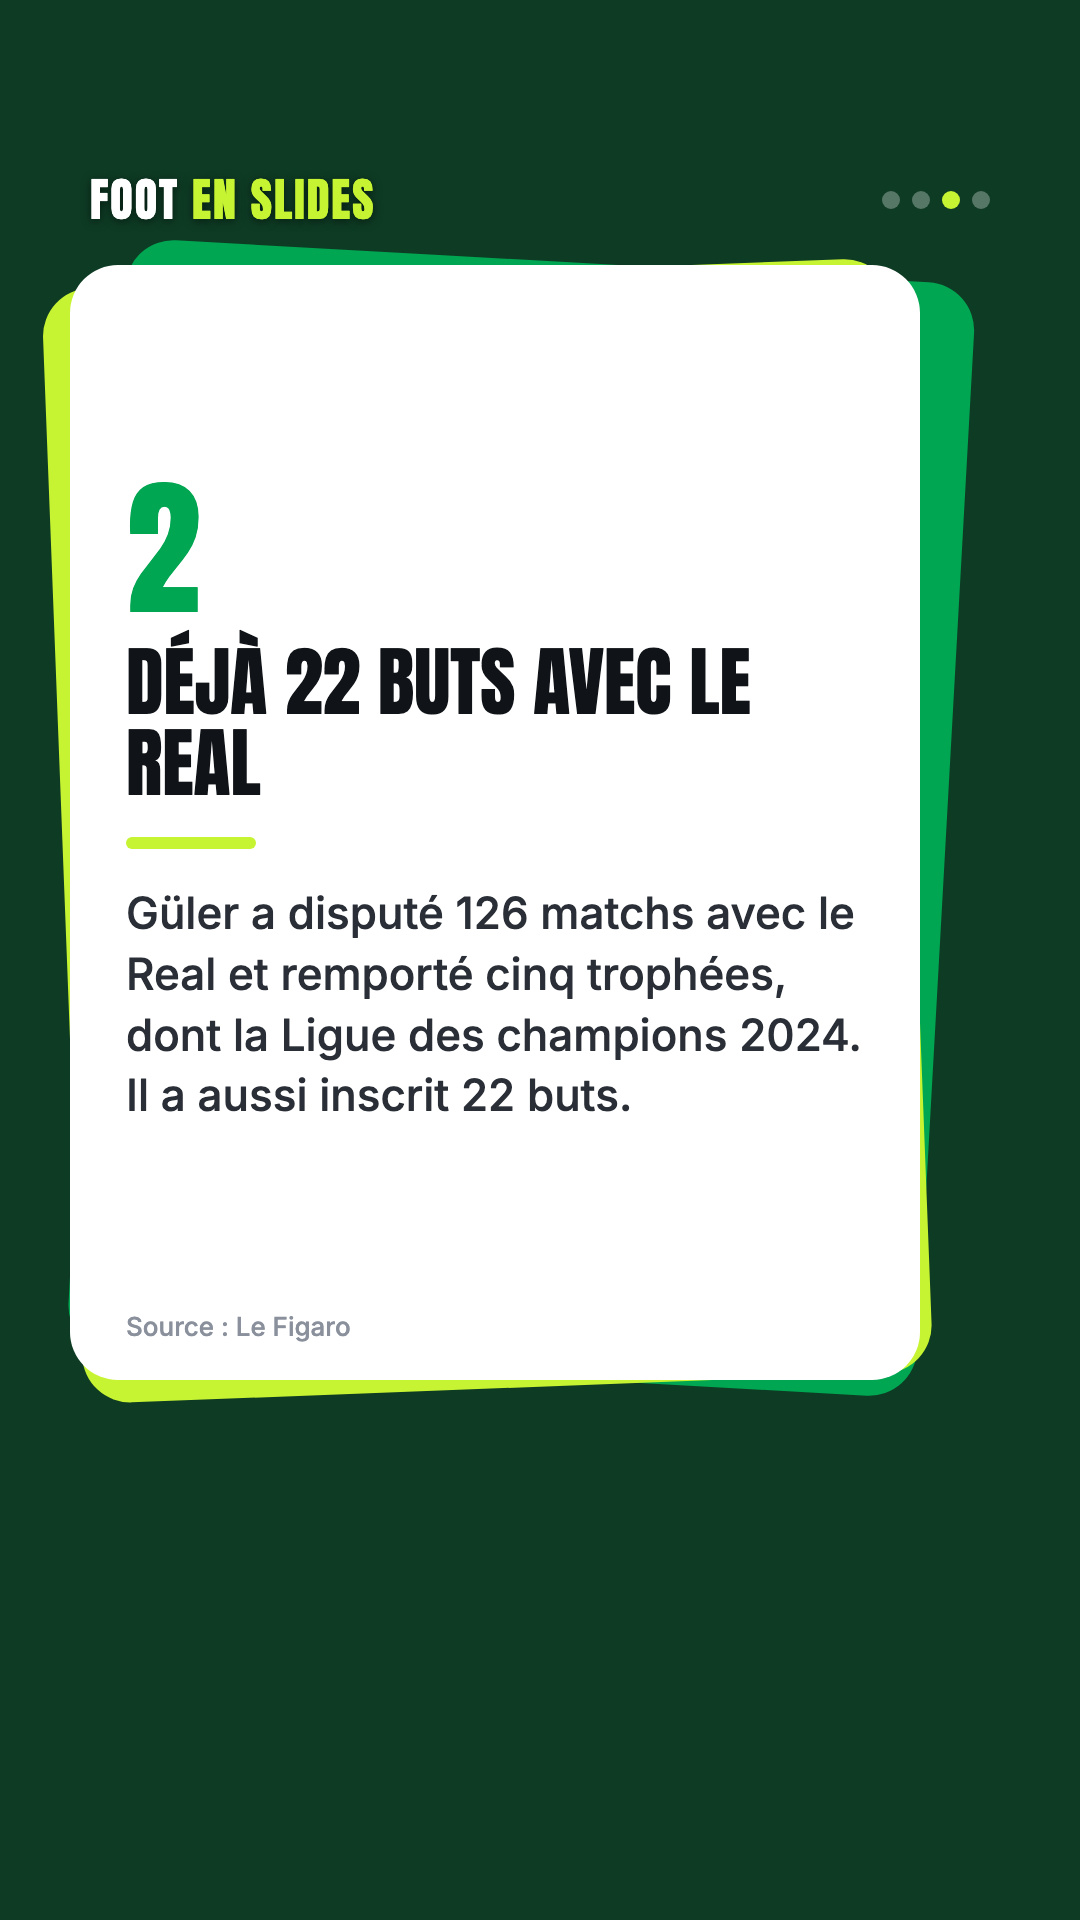 FOOT EN SLIDES
2
DÉJÀ 22 BUTS AVEC LE
REAL
Güler a disputé 126 matchs avec le
Real et remporté cinq trophées,
dont la Ligue des champions 2024.
Il a aussi inscrit 22 buts.
Source : Le Figaro